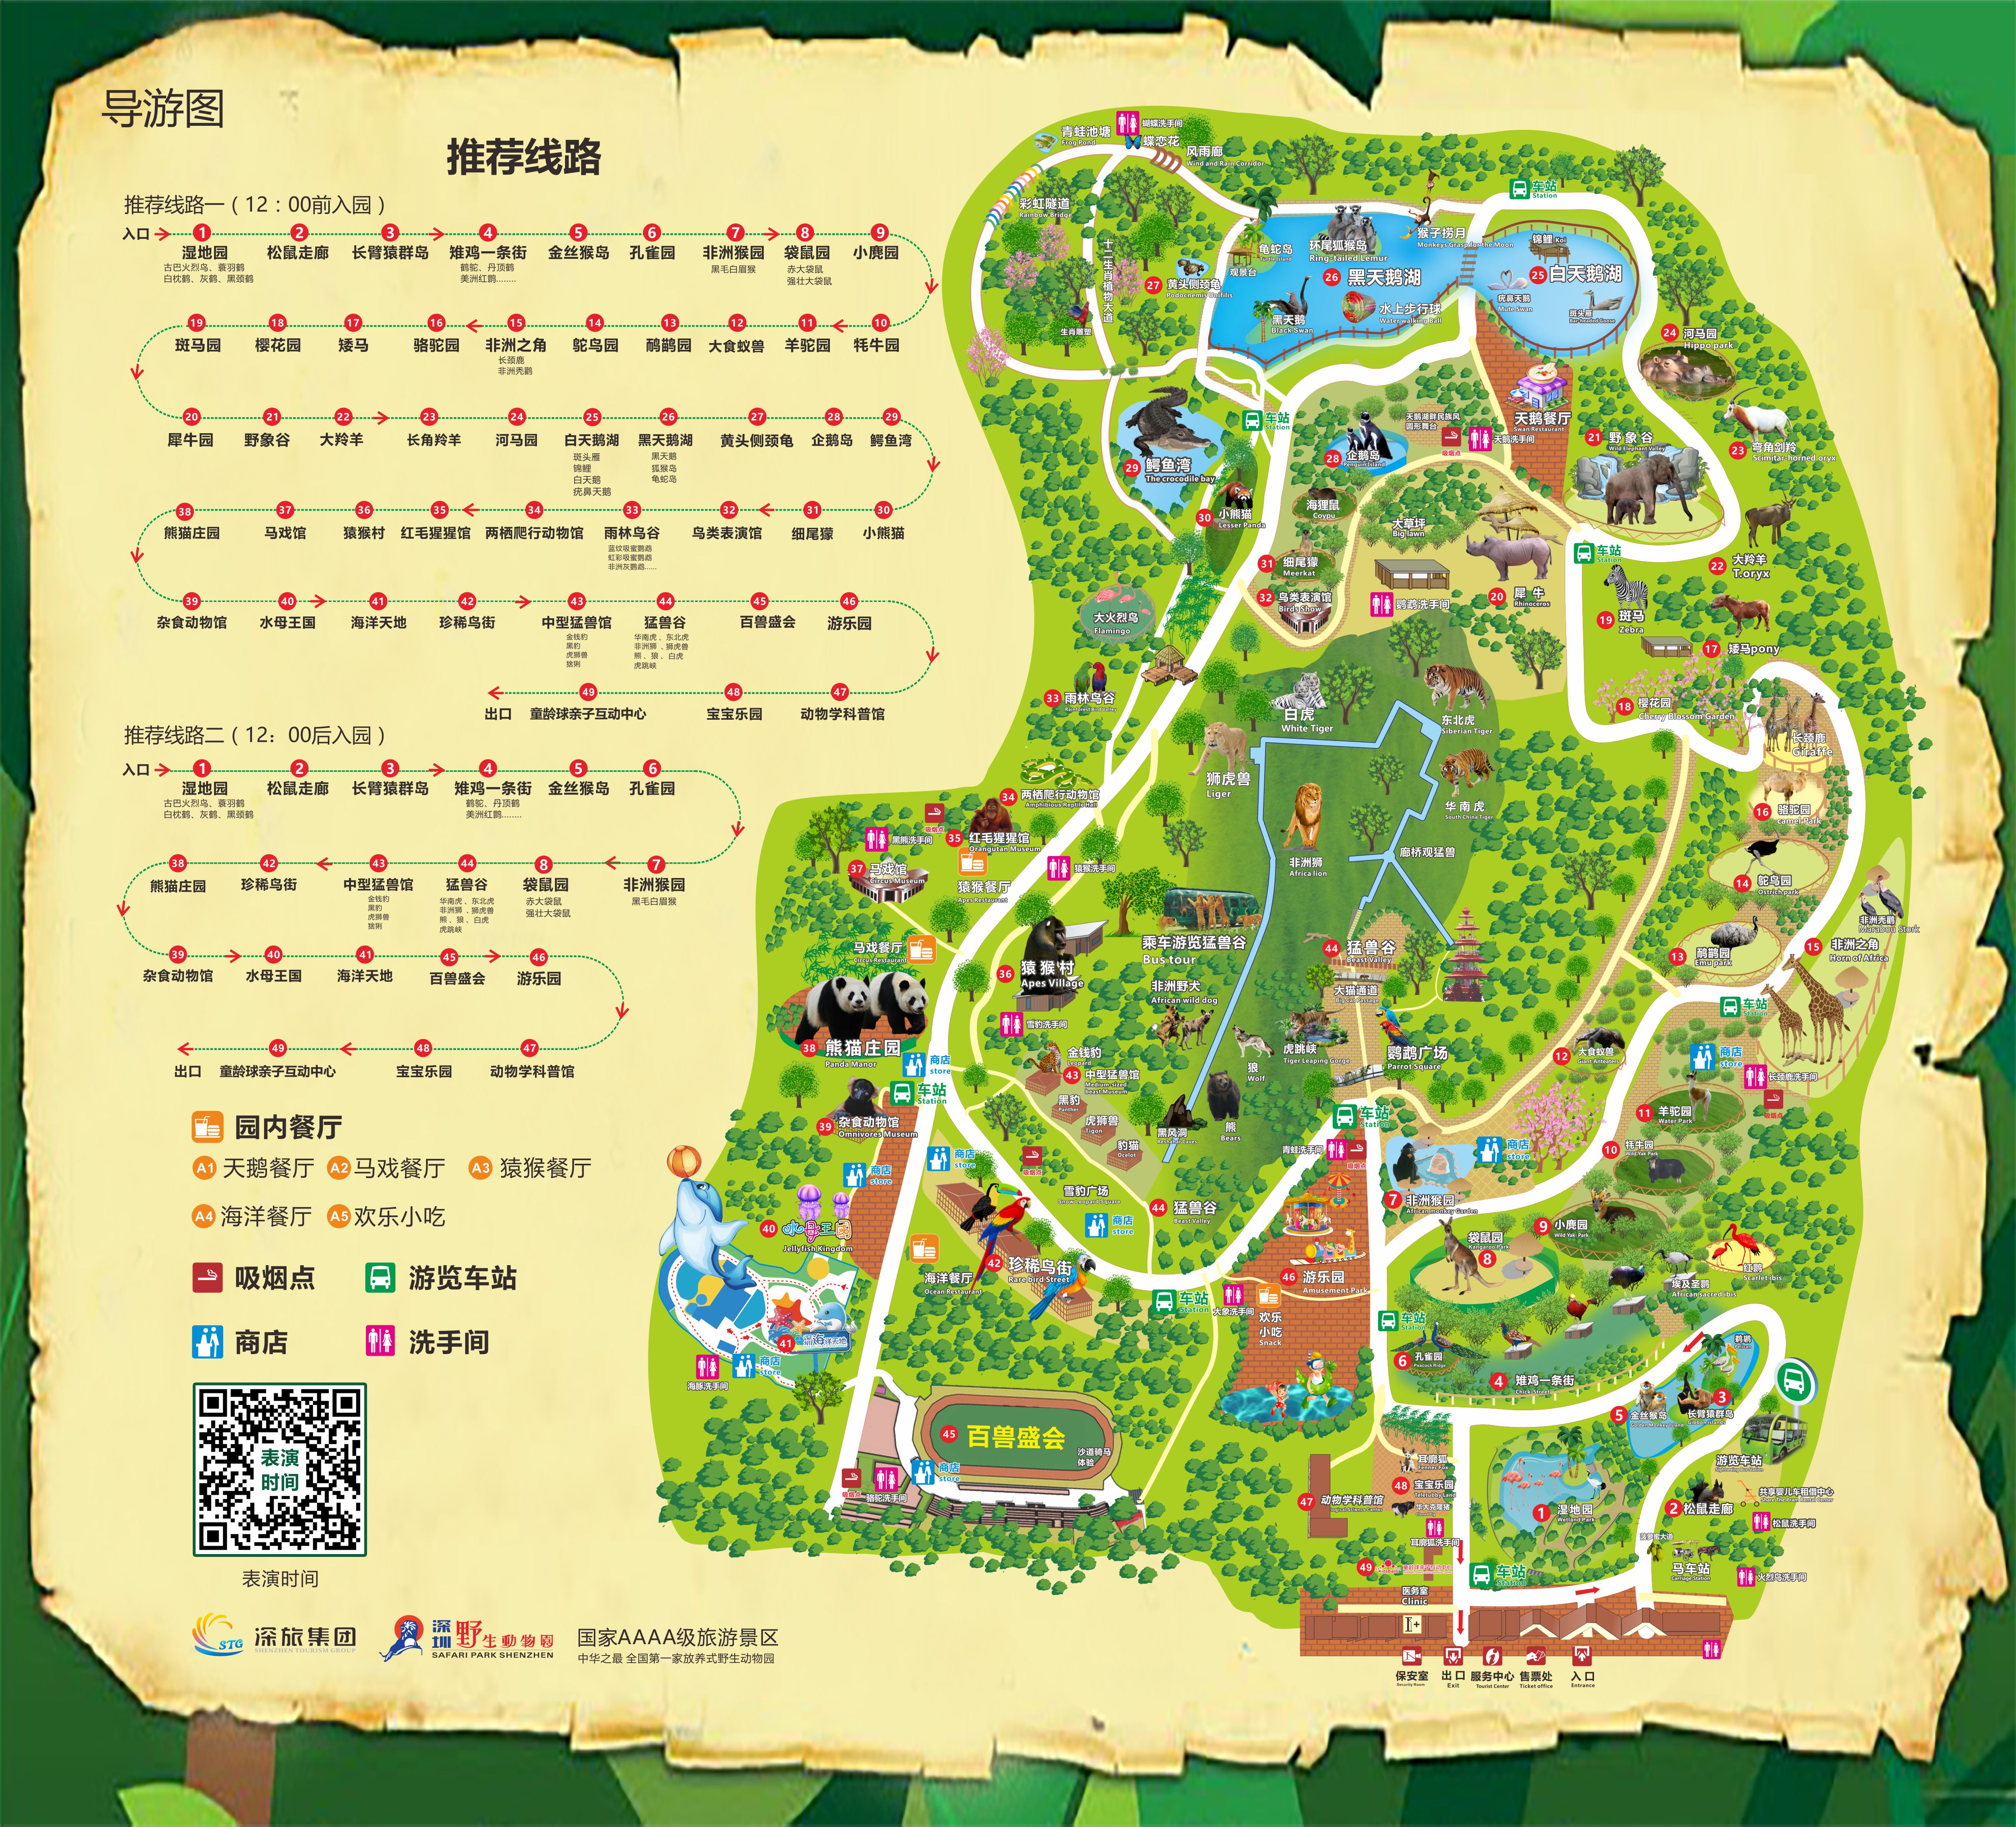 导游图
推荐线路
推荐线路一（12：00前入园）
入口 1 2 3 4 5 6 7 8 9
湿地园 松鼠走廊 长臂猿群岛 雉鸡一条街 金丝猴岛 孔雀园 非洲猴园 袋鼠园 小鹿园
古巴火烈鸟、蓑羽鹤
白枕鹤、灰鹤、黑颈鹤
鹤鸵、丹顶鹤
美洲红鹮........
黑毛白眉猴
赤大袋鼠
强壮大袋鼠
19 18 17 16 15 14 13 12 11 10
斑马园 樱花园 矮马 骆驼园 非洲之角 鸵鸟园 鸸鹋园 大食蚁兽 羊驼园 牦牛园
长颈鹿
非洲秃鹳
20 21 22 23 24 25 26 27 28 29
犀牛园 野象谷 大羚羊 长角羚羊 河马园 白天鹅湖 黑天鹅湖 黄头侧颈龟 企鹅岛 鳄鱼湾
斑头雁
锦鲤
白天鹅
疣鼻天鹅
黑天鹅
狐猴岛
龟蛇岛
38 37 36 35 34 33 32 31 30
熊猫庄园 马戏馆 猿猴村 红毛猩猩馆 两栖爬行动物馆 雨林鸟谷 鸟类表演馆 细尾獴 小熊猫
蓝纹吸蜜鹦鹉
虹彩吸蜜鹦鹉
非洲灰鹦鹉......
39 40 41 42 43 44 45 46
杂食动物馆 水母王国 海洋天地 珍稀鸟街 中型猛兽馆 猛兽谷 百兽盛会 游乐园
金钱豹
黑豹
虎狮兽
猞猁
华南虎、东北虎
非洲狮、狮虎兽
熊、狼、白虎
虎跳峡
49 48 47
出口 童龄球亲子互动中心 宝宝乐园 动物学科普馆
推荐线路二（12：00后入园）
入口 1 2 3 4 5 6
湿地园 松鼠走廊 长臂猿群岛 雉鸡一条街 金丝猴岛 孔雀园
古巴火烈鸟、蓑羽鹤
白枕鹤、灰鹤、黑颈鹤
鹤鸵、丹顶鹤
美洲红鹮........
38 42 43 44 8 7
熊猫庄园 珍稀鸟街 中型猛兽馆 猛兽谷 袋鼠园 非洲猴园
金钱豹
黑豹
虎狮兽
猞猁
华南虎、东北虎
非洲狮、狮虎兽
熊、狼、白虎
虎跳峡
赤大袋鼠
强壮大袋鼠
黑毛白眉猴
39 40 41 45 46
杂食动物馆 水母王国 海洋天地 百兽盛会 游乐园
49 48 47
出口 童龄球亲子互动中心 宝宝乐园 动物学科普馆
园内餐厅
A1 天鹅餐厅 A2 马戏餐厅 A3 猿猴餐厅
A4 海洋餐厅 A5 欢乐小吃
吸烟点 游览车站
商店 洗手间
表演
时间
表演时间
STG 深旅集团
SHENZHEN TOURISM GROUP
深圳野生動物園
SAFARI PARK SHENZHEN
国家AAAA级旅游景区
中华之最 全国第一家放养式野生动物园
青蛙池塘
Frog Pond
蝴蝶洗手间
蝶恋花
风雨廊
Wind and Rain Corridor
彩虹隧道
Rainbow Bridge
十二生肖植物大道
生肖雕塑
27 黄头侧颈龟
Podocnemis Unifilis
龟蛇岛
观景台
环尾狐猴岛
Ring-tailed Lemur
猴子捞月
Monkeys Grasp for the Moon
26 黑天鹅湖
黑天鹅
Black Swan
水上步行球
Water walking Ball
车站
Station
锦鲤 Koi
25 白天鹅湖
疣鼻天鹅
Mute Swan
斑头雁
Bar-headed Goose
24 河马园
Hippo park
23 弯角剑羚
Scimitar-horned oryx
天鹅餐厅
Swan Restaurant
21 野象谷
Wild Elephant Valley
天鹅湖畔民族风
圆形舞台
吸烟点
天鹅洗手间
28 企鹅岛
Penguin Island
车站
Station
29 鳄鱼湾
The crocodile bay
30 小熊猫
Lesser Panda
海狸鼠
Coypu
大草坪
Big lawn
31 细尾獴
Meerkat
32 鸟类表演馆
Birds Show
鹦鹉洗手间
20 犀牛
Rhinoceros
车站
Station
22 大羚羊
T.oryx
19 斑马
Zebra
17 矮马pony
18 樱花园
Cherry Blossom Garden
长颈鹿
Giraffe
大火烈鸟
Flamingo
33 雨林鸟谷
白虎
White Tiger
东北虎
Siberian Tiger
狮虎兽
Liger
华南虎
South China Tiger
非洲狮
Africa lion
廊桥观猛兽
16 骆驼园
camel Park
14 鸵鸟园
Ostrich park
非洲秃鹳
Marabou Stork
13 鸸鹋园
Emu park
15 非洲之角
Horn of Africa
34 两栖爬行动物馆
Amphibious Reptile Hall
吸烟点
黑熊洗手间
35 红毛猩猩馆
Orangutan Museum
37 马戏馆
Circus Museum
猿猴餐厅
Apes Restaurant
猿猴洗手间
马戏餐厅
Circus Restaurant
36 猿猴村
Apes Village
乘车游览猛兽谷
Bus tour
44 猛兽谷
Beast Valley
大猫通道
非洲野犬
African wild dog
雪豹洗手间
38 熊猫庄园
Panda Manor
商店
store
车站
Station
金钱豹
Leopard
43 中型猛兽馆
Medium-sized
beast Museum
黑豹
Panther
虎狮兽
Tigon
豹猫
Ocelot
狼
Wolf
熊
Bears
黑风洞
虎跳峡
Tiger Leaping Gorge
鹦鹉广场
Parrot Square
车站
Station
12 大食蚁兽
Giant Anteaters
商店
store
长颈鹿洗手间
吸烟点
11 羊驼园
10 牦牛园
Wild Yak Park
39 杂食动物馆
Omnivores Museum
商店
store
商店
store
吸烟点
雪豹广场
Snow Leopard Square
商店
store
44 猛兽谷
Beast Valley
青蛙洗手间
吸烟点
商店
store
7 非洲猴园
African monkey Garden
9 小鹿园
Wild Yak Park
袋鼠园
Kangaroo Park
8
红鹮
Scarlet ibis
埃及圣鹮
African sacred ibis
40 水母王国
Jellyfish Kingdom
海洋餐厅
Ocean Restaurant
42 珍稀鸟街
Rare bird Street
车站
Station
大象洗手间
欢乐
小吃
Snack
46 游乐园
Amusement Park
车站
Station
6 孔雀园
Peacock Ridge
4 雉鸡一条街
Chick Street
鹈鹕
Pelican
5 金丝猴岛
长臂猿群岛 3
游览车站
41 深海洋天地
海豚洗手间
商店
store
45 百兽盛会
沙道骑马
体验
吸烟点
骆驼洗手间
商店
store
耳廓狐
Fennec Fox
48 宝宝乐园
Teletubby Land
47 动物学科普馆
耳廓狐洗手间
49
1 湿地园
Wetland Park
2 松鼠走廊
共享婴儿车租借中心
松鼠洗手间
马车站
Carriage Station
火烈鸟洗手间
车站
Station
医务室
Clinic
保安室
Security Room
出口
Exit
服务中心
Tourist Center
售票处
Ticket office
入口
Entrance